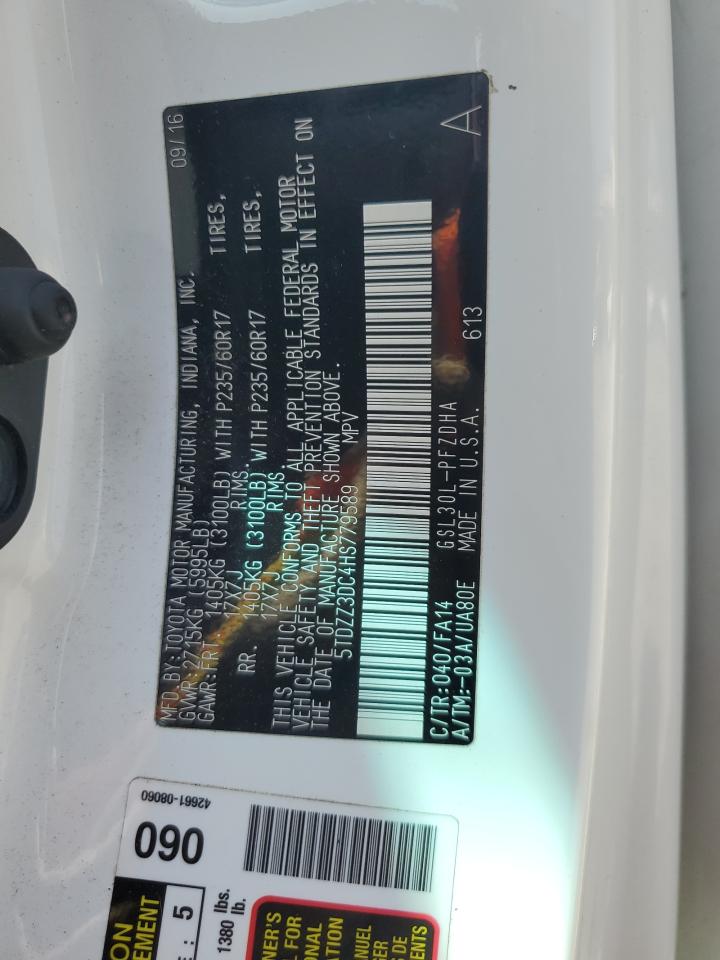 MFD.BY:TOYOTA MOTOR MANUFACTURING, INDIANA, INC. 09/16
GVWR 2715KG (5995LB)
GAWR:FRT 1405KG (3100LB) WITH P235/60R17 TIRES,
17X7J RIMS.
RR. 1405KG (3100LB) WITH P235/60R17 TIRES,
17X7J RIMS.
THIS VEHICLE CONFORMS TO ALL APPLICABLE FEDERAL MOTOR
VEHICLE SAFETY AND THEFT PREVENTION STANDARDS IN EFFECT ON
THE DATE OF MANUFACTURE SHOWN ABOVE.
5TDZZ3DC4HS779589 MPV
C/TR:040/FA14 GSL30L-PFZDHA
A/TM:-03A/UA80E MADE IN U.S.A. 613 A
42661-08060
060
5
1380 lb.
lbs.